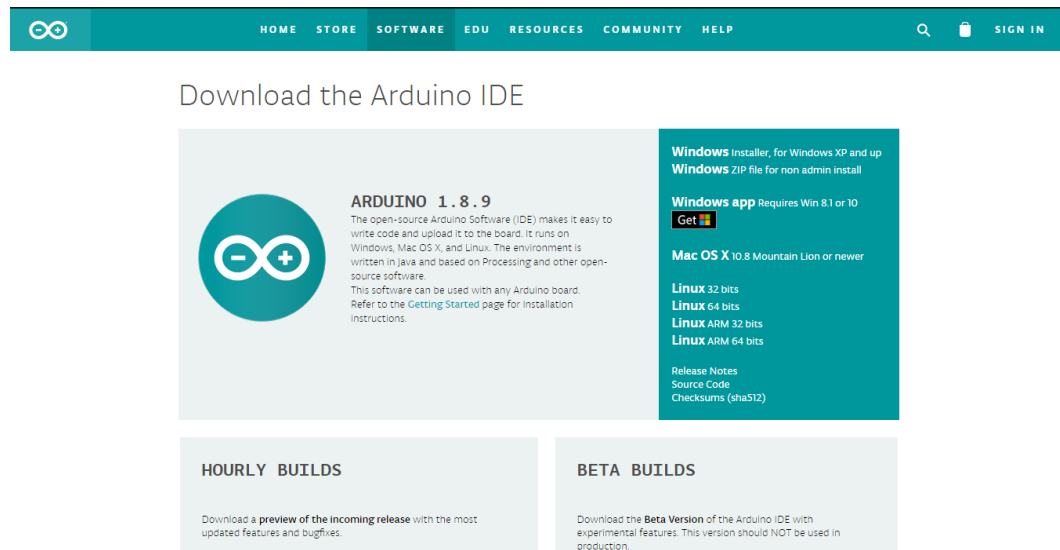 HOME STORE SOFTWARE EDU RESOURCES COMMUNITY HELP SIGN IN
Download the Arduino IDE
ARDUINO 1.8.9
The open-source Arduino Software (IDE) makes it easy to
write code and upload it to the board. It runs on
Windows, Mac OS X, and Linux. The environment is
written in Java and based on Processing and other open-
source software.
This software can be used with any Arduino board.
Refer to the Getting Started page for Installation
instructions.
Windows Installer, for Windows XP and up
Windows ZIP file for non admin install
Windows app Requires Win 8.1 or 10
Get
Mac OS X 10.8 Mountain Lion or newer
Linux 32 bits
Linux 64 bits
Linux ARM 32 bits
Linux ARM 64 bits
Release Notes
Source Code
Checksums (sha512)
HOURLY BUILDS
Download a preview of the incoming release with the most
updated features and bugfixes.
BETA BUILDS
Download the Beta Version of the Arduino IDE with
experimental features. This version should NOT be used in
production.